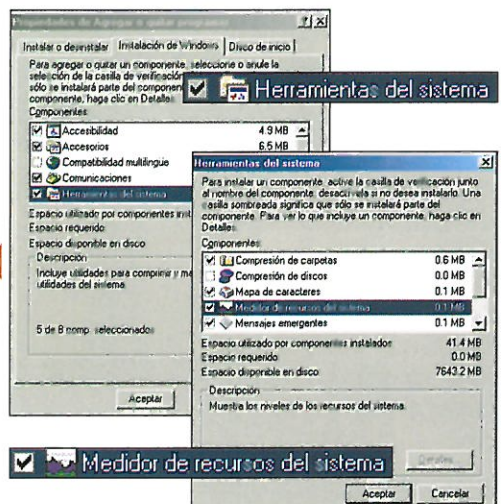 Propiedades de Agregar o quitar programas
Instalar o desinstalar
Instalación de Windows
Disco de inicio
Para agregar o quitar un componente, seleccione o anule la
selección de la casilla de verificación
sólo se instalará parte del component
componente, haga clic en Detalles
Componentes:
Accesibilidad 4.9 MB
Accesorios 6.5 MB
Compatibilidad multilingüe
Comunicaciones
Herramientas del sistema
Espacio utilizado por componentes inst
Espacio requerido
Espacio disponible en disco
Descripción
Incluye utilidades para comprimir y ma
utilidades del sistema.
5 de 8 comp. seleccionados
Aceptar
Herramientas del sistema
Herramientas del sistema
Para instalar un componente, active la casilla de verificación junto
al nombre del componente, desactívela si no desea instalarlo. Una
casilla sombreada significa que sólo se instalará parte del
componente. Para ver lo que incluye un componente, haga clic en
Detalles.
Componentes:
Compresión de carpetas 0.6 MB
Compresión de discos 0.0 MB
Mapa de caracteres 0.1 MB
Medidor de recursos del sistema 0.1 MB
Mensajes emergentes 0.1 MB
Espacio utilizado por componentes instalados 41.4 MB
Espacio requerido 0.0 MB
Espacio disponible en disco 7643.2 MB
Descripción
Muestra los niveles de los recursos del sistema.
Detalles...
Aceptar
Cancelar
Medidor de recursos del sistema